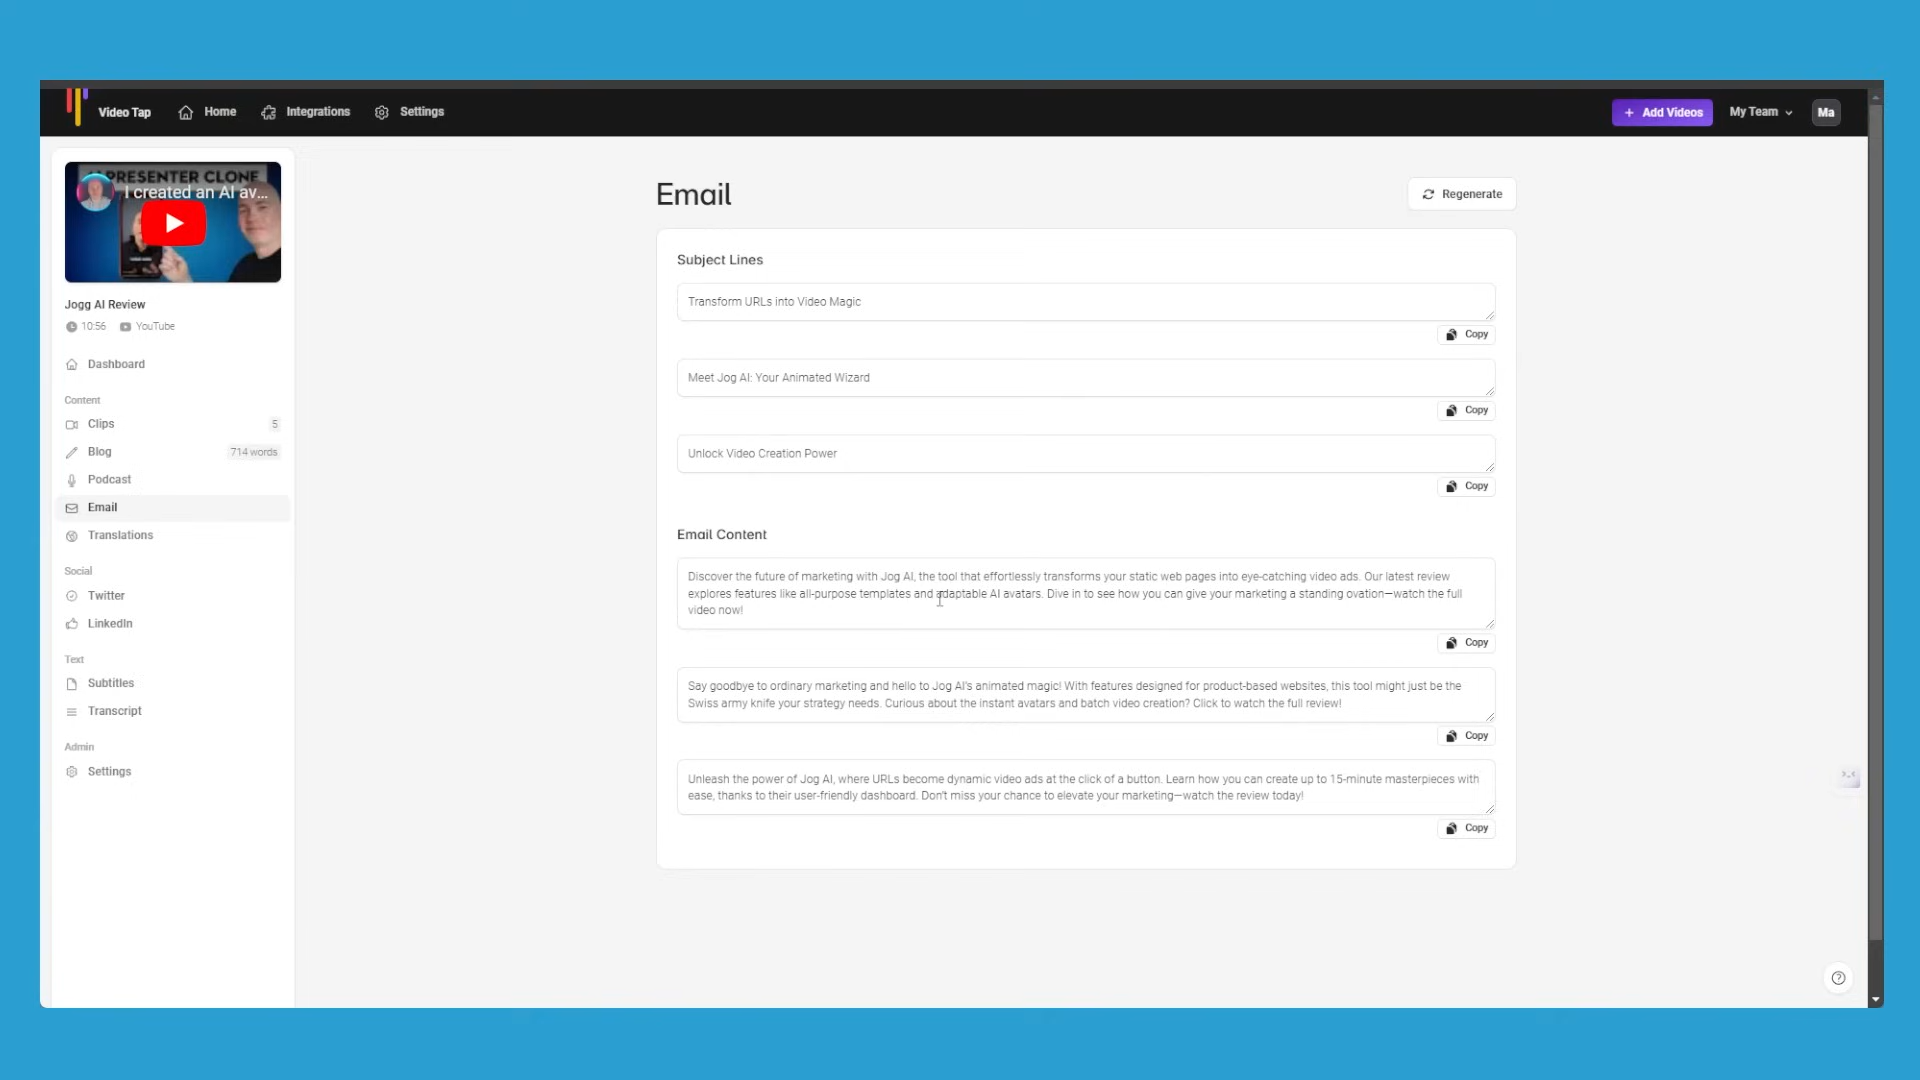 Video Tap
Home
Integrations
Settings
+ Add Videos
My Team
Ma
PRESENTER CLONE
I created an AI av...
Jogg AI Review
10:56
YouTube
Dashboard
Content
Clips
5
Blog
714 words
Podcast
Email
Translations
Social
Twitter
LinkedIn
Text
Subtitles
Transcript
Admin
Settings
Email
Regenerate
Subject Lines
Transform URLs into Video Magic
Copy
Meet Jog AI: Your Animated Wizard
Copy
Unlock Video Creation Power
Copy
Email Content
Discover the future of marketing with Jog AI, the tool that effortlessly transforms your static web pages into eye-catching video ads. Our latest review
explores features like all-purpose templates and adaptable AI avatars. Dive in to see how you can give your marketing a standing ovation—watch the full
video now!
Copy
Say goodbye to ordinary marketing and hello to Jog AI's animated magic! With features designed for product-based websites, this tool might just be the
Swiss army knife your strategy needs. Curious about the instant avatars and batch video creation? Click to watch the full review!
Copy
Unleash the power of Jog AI, where URLs become dynamic video ads at the click of a button. Learn how you can create up to 15-minute masterpieces with
ease, thanks to their user-friendly dashboard. Don't miss your chance to elevate your marketing—watch the review today!
Copy